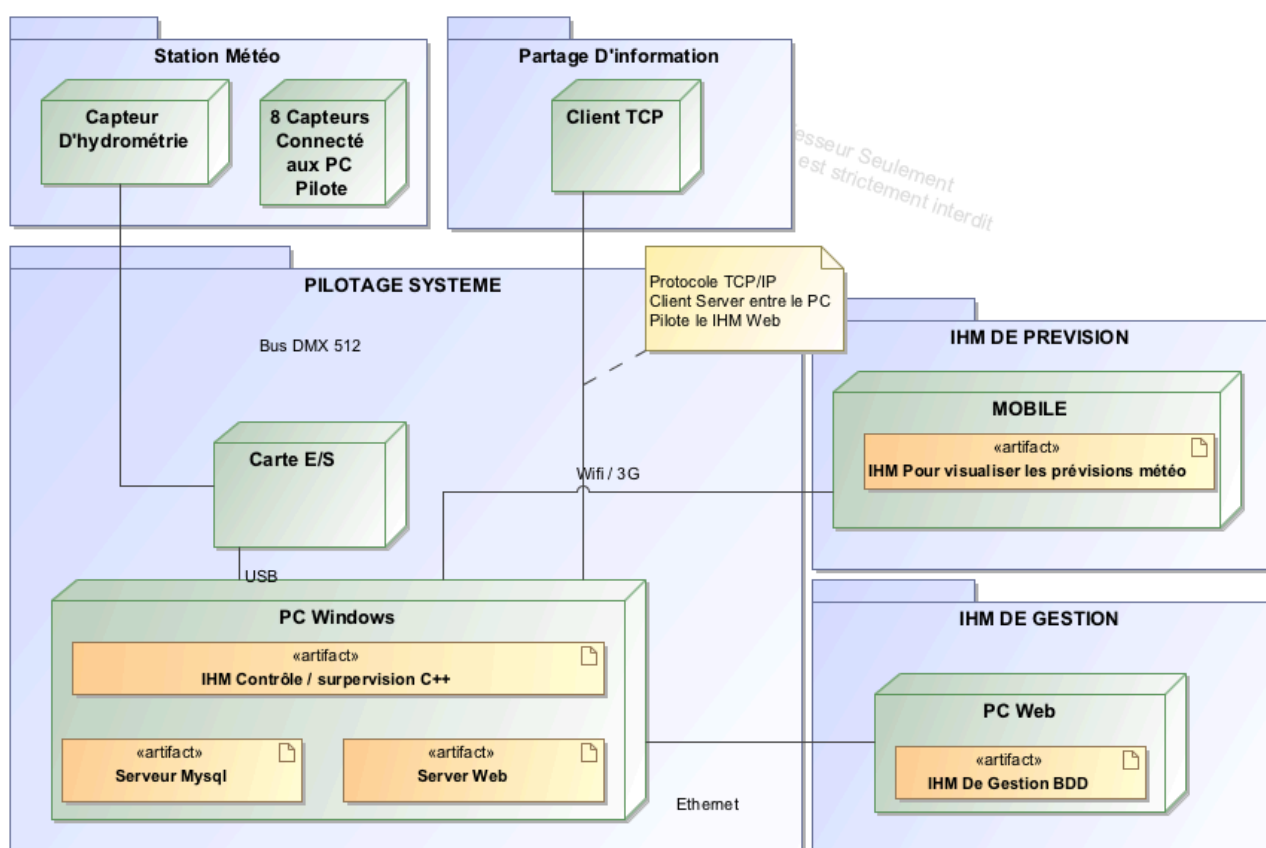 Station Météo
Capteur
D'hydrométrie
8 Capteurs
Connecté
aux PC
Pilote
Partage D'information
Client TCP
esseur Seulement
est strictement interdit
PILOTAGE SYSTEME
Bus DMX 512
Protocole TCP/IP
Client Server entre le PC
Pilote le IHM Web
IHM DE PREVISION
MOBILE
«artifact»
IHM Pour visualiser les prévisions météo
Carte E/S
Wifi / 3G
USB
PC Windows
«artifact»
IHM Contrôle / surpervision C++
«artifact»
Serveur Mysql
«artifact»
Server Web
Ethernet
IHM DE GESTION
PC Web
«artifact»
IHM De Gestion BDD